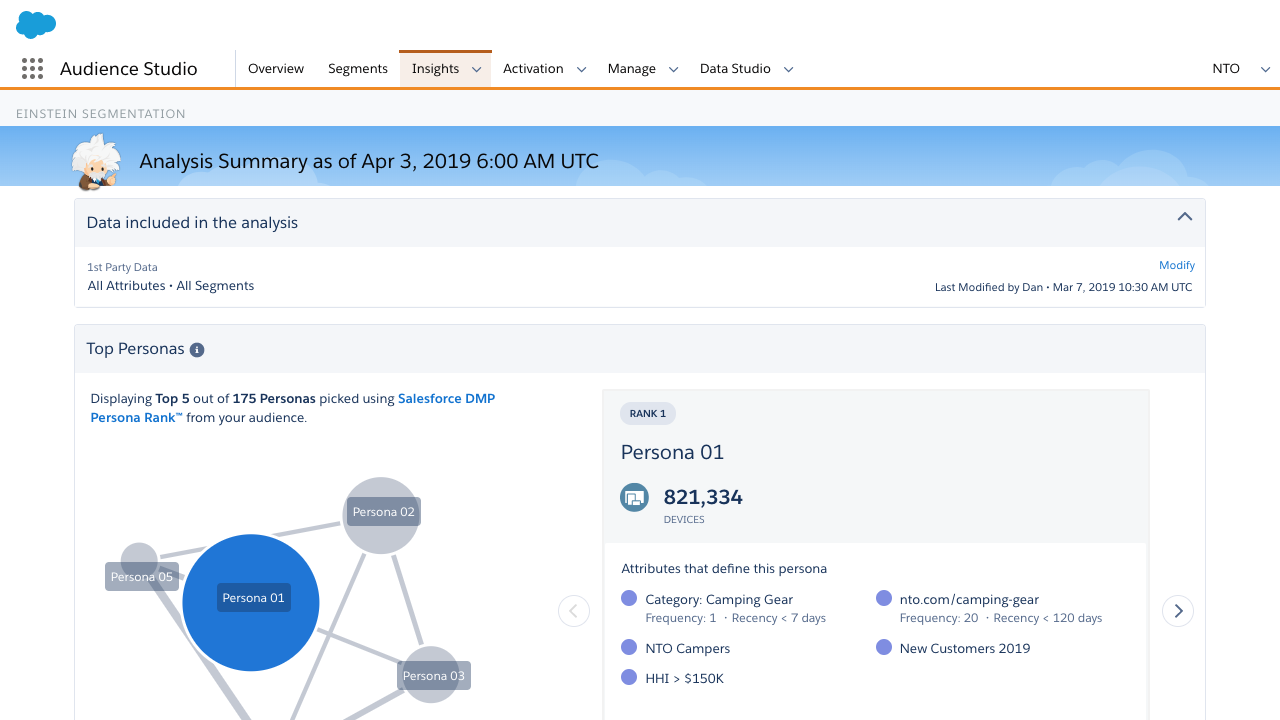 Audience Studio
Overview
Segments
Insights
Activation
Manage
Data Studio
NTO
EINSTEIN SEGMENTATION
Analysis Summary as of Apr 3, 2019 6:00 AM UTC
Data included in the analysis
1st Party Data
Modify
All Attributes • All Segments
Last Modified by Dan • Mar 7, 2019 10:30 AM UTC
Top Personas
Displaying Top 5 out of 175 Personas picked using Salesforce DMP
Persona Rank™ from your audience.
Persona 02
Persona 05
Persona 01
Persona 03
RANK 1
Persona 01
821,334
DEVICES
Attributes that define this persona
Category: Camping Gear
Frequency: 1 · Recency < 7 days
nto.com/camping-gear
Frequency: 20 · Recency < 120 days
NTO Campers
New Customers 2019
HHI > $150K